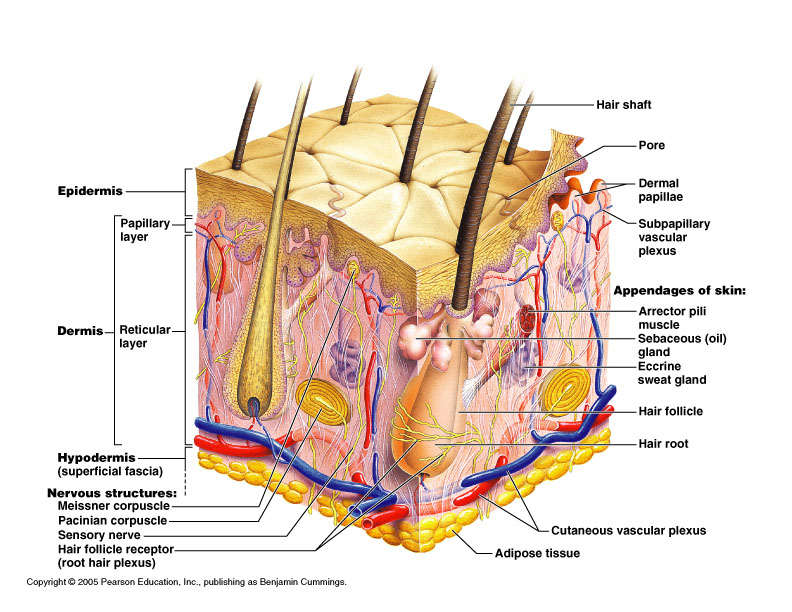 Hair shaft
Pore
Dermal
papillae
Subpapillary
vascular
plexus
Appendages of skin:
Arrector pili
muscle
Sebaceous (oil)
gland
Eccrine
sweat gland
Hair follicle
Hair root
Cutaneous vascular plexus
Adipose tissue
Epidermis
Papillary
layer
Dermis
Reticular
layer
Hypodermis
(superficial fascia)
Nervous structures:
Meissner corpuscle
Pacinian corpuscle
Sensory nerve
Hair follicle receptor
(root hair plexus)
Copyright © 2005 Pearson Education, Inc., publishing as Benjamin Cummings.